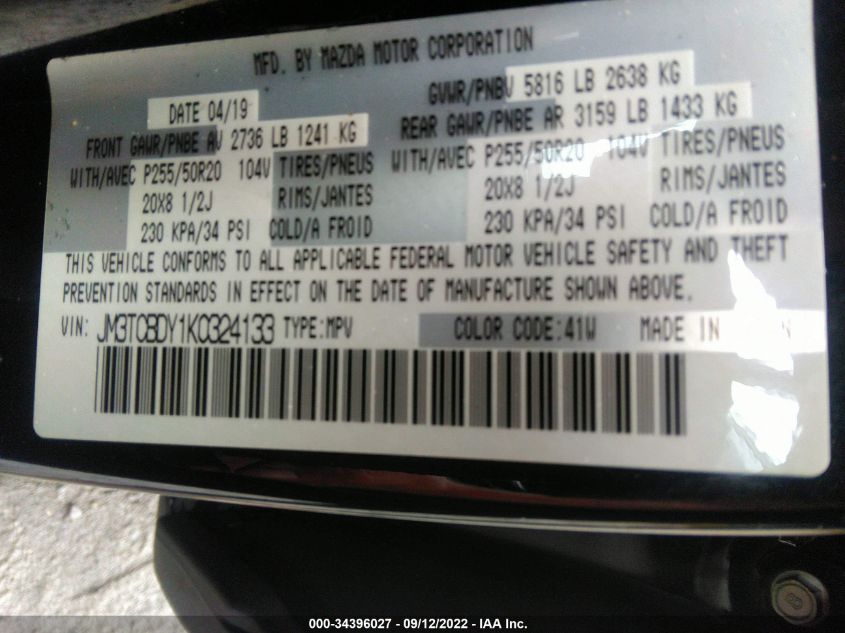 MFD. BY MAZDA MOTOR CORPORATION
DATE 04/19 GVWR/PNBV 5816 LB 2638 KG
FRONT GAWR/PNBE AV 2736 LB 1241 KG REAR GAWR/PNBE AR 3159 LB 1433 KG
WITH/AVEC P255/50R20 104V TIRES/PNEUS WITH/AVEC P255/50R20 104V TIRES/PNEUS
20X8 1/2J RIMS/JANTES 20X8 1/2J RIMS/JANTES
230 KPA/34 PSI COLD/A FROID 230 KPA/34 PSI COLD/A FROID
THIS VEHICLE CONFORMS TO ALL APPLICABLE FEDERAL MOTOR VEHICLE SAFETY AND THEFT
PREVENTION STANDARDS IN EFFECT ON THE DATE OF MANUFACTURE SHOWN ABOVE.
VIN: JM3TCBDY1K0324133 TYPE:MPV COLOR CODE:41W MADE IN
8
000-34396027 - 09/12/2022 - IAA Inc.